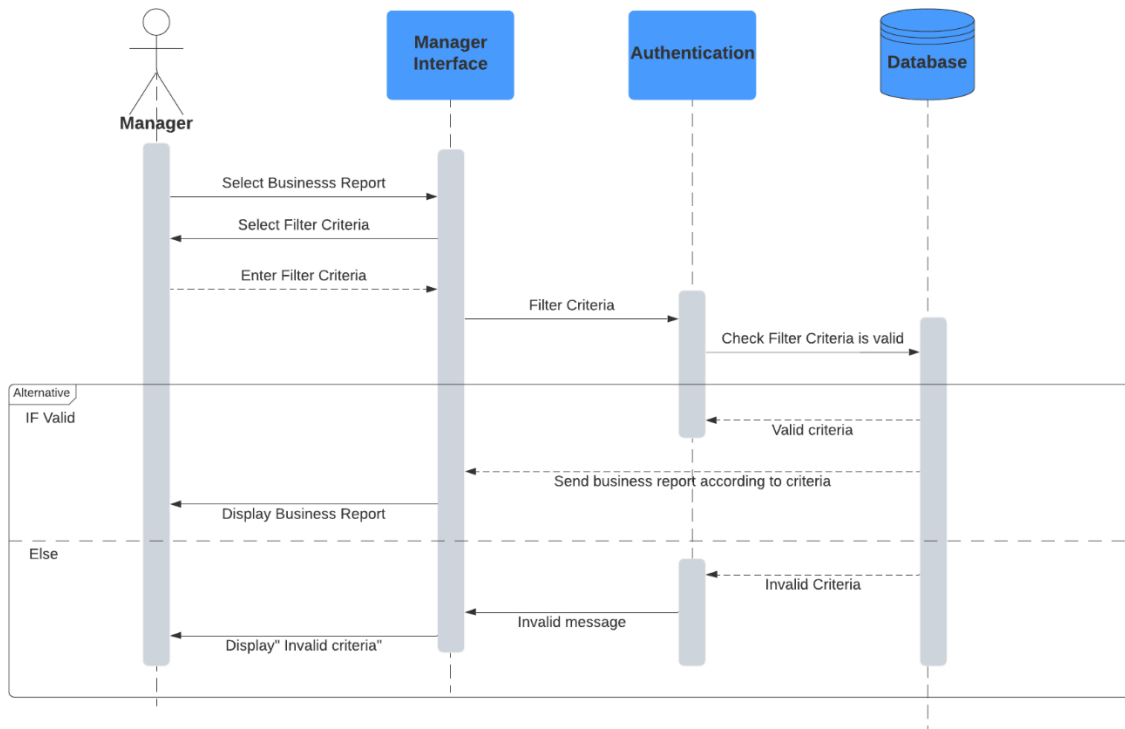 Manager
Interface
Authentication
Database
Manager
Select Businesss Report
Select Filter Criteria
Enter Filter Criteria
Filter Criteria
Check Filter Criteria is valid
Alternative
IF Valid
Valid criteria
Send business report according to criteria
Display Business Report
Else
Invalid Criteria
Invalid message
Display" Invalid criteria"